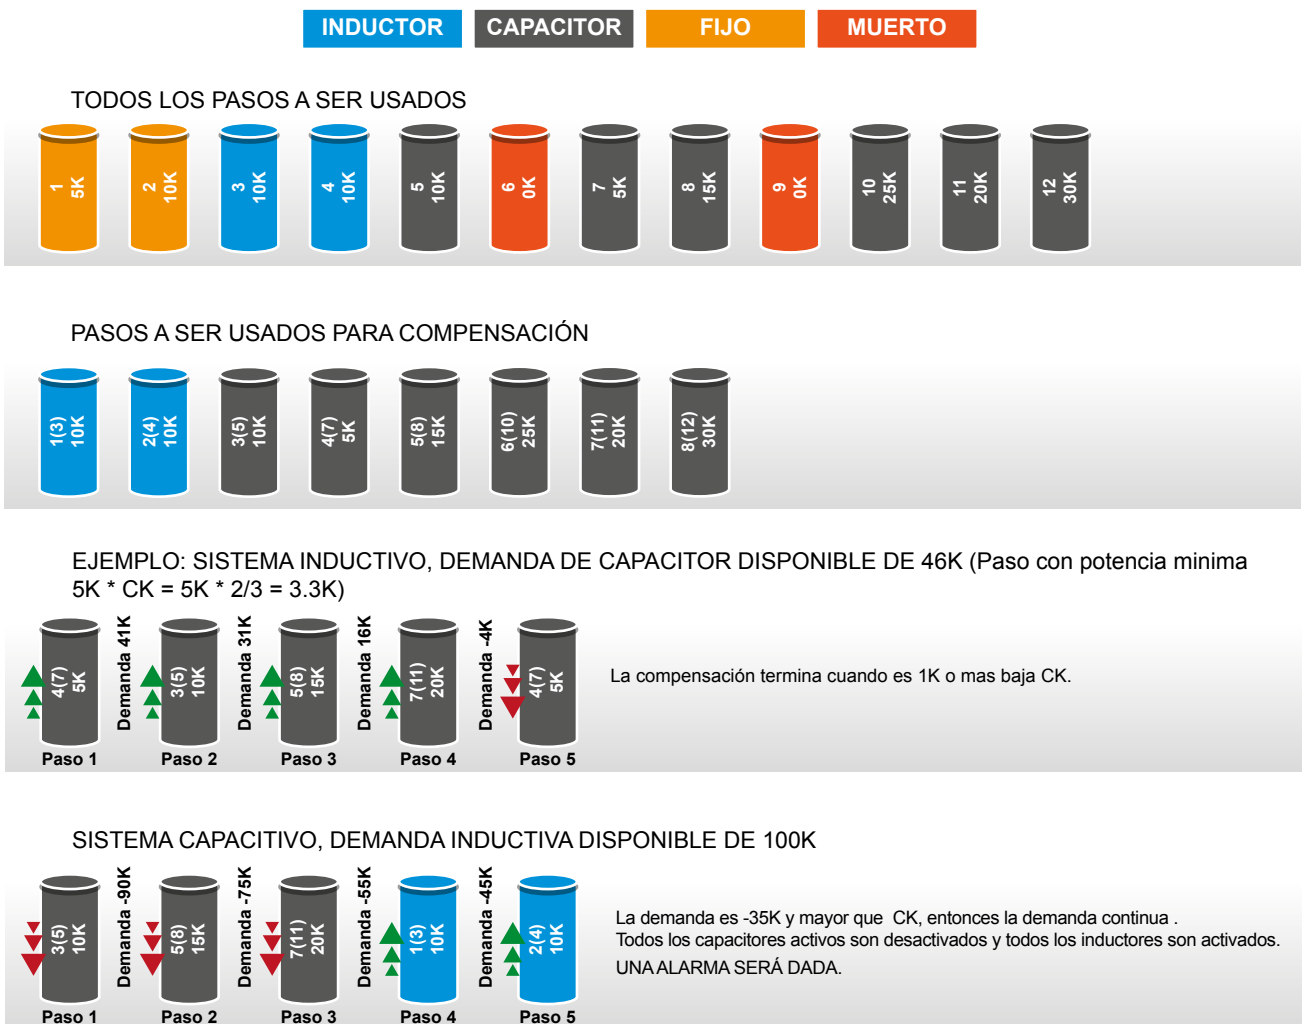 INDUCTOR CAPACITOR FIJO MUERTO
TODOS LOS PASOS A SER USADOS
1
5K
2
10K
3
10K
4
10K
5
10K
6
0K
7
5K
8
15K
9
0K
10
25K
11
20K
12
30K
PASOS A SER USADOS PARA COMPENSACIÓN
1(3)
10K
2(4)
10K
3(5)
10K
4(7)
5K
5(8)
15K
6(10)
25K
7(11)
20K
8(12)
30K
EJEMPLO: SISTEMA INDUCTIVO, DEMANDA DE CAPACITOR DISPONIBLE DE 46K (Paso con potencia minima
5K * CK = 5K * 2/3 = 3.3K)
4(7)
5K
Demanda 41K
3(5)
10K
Demanda 31K
5(8)
15K
Demanda 16K
7(11)
20K
Demanda -4K
4(7)
5K
La compensación termina cuando es 1K o mas baja CK.
Paso 1 Paso 2 Paso 3 Paso 4 Paso 5
SISTEMA CAPACITIVO, DEMANDA INDUCTIVA DISPONIBLE DE 100K
3(5)
10K
Demanda -90K
5(8)
15K
Demanda -75K
7(11)
20K
Demanda -55K
1(3)
10K
Demanda -45K
2(4)
10K
La demanda es -35K y mayor que CK, entonces la demanda continua .
Todos los capacitores activos son desactivados y todos los inductores son activados.
UNA ALARMA SERÁ DADA.
Paso 1 Paso 2 Paso 3 Paso 4 Paso 5